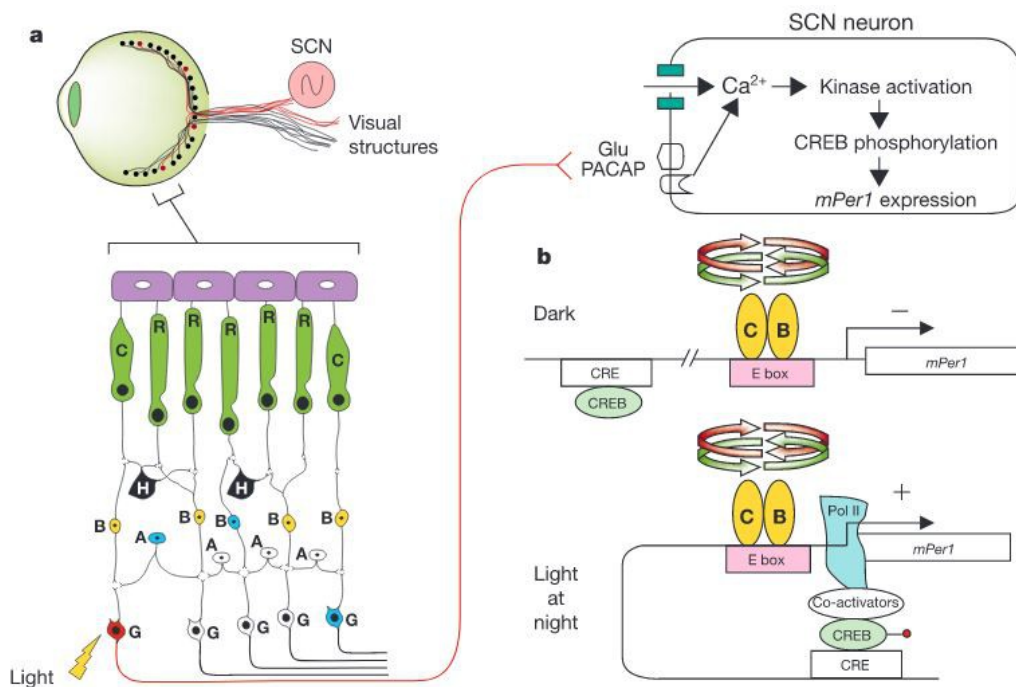 a
SCN
Visual
structures
SCN neuron
Ca²⁺
Kinase activation
CREB phosphorylation
mPer1 expression
Glu
PACAP
C
R
R
R
R
R
C
H
H
B
A
B
A
B
A
B
A
B
G
G
G
G
G
Light
b
Dark
C B
E box
–
mPer1
CRE
CREB
C B
E box
Pol II
+
mPer1
Light
at
night
Co-activators
CREB
CRE